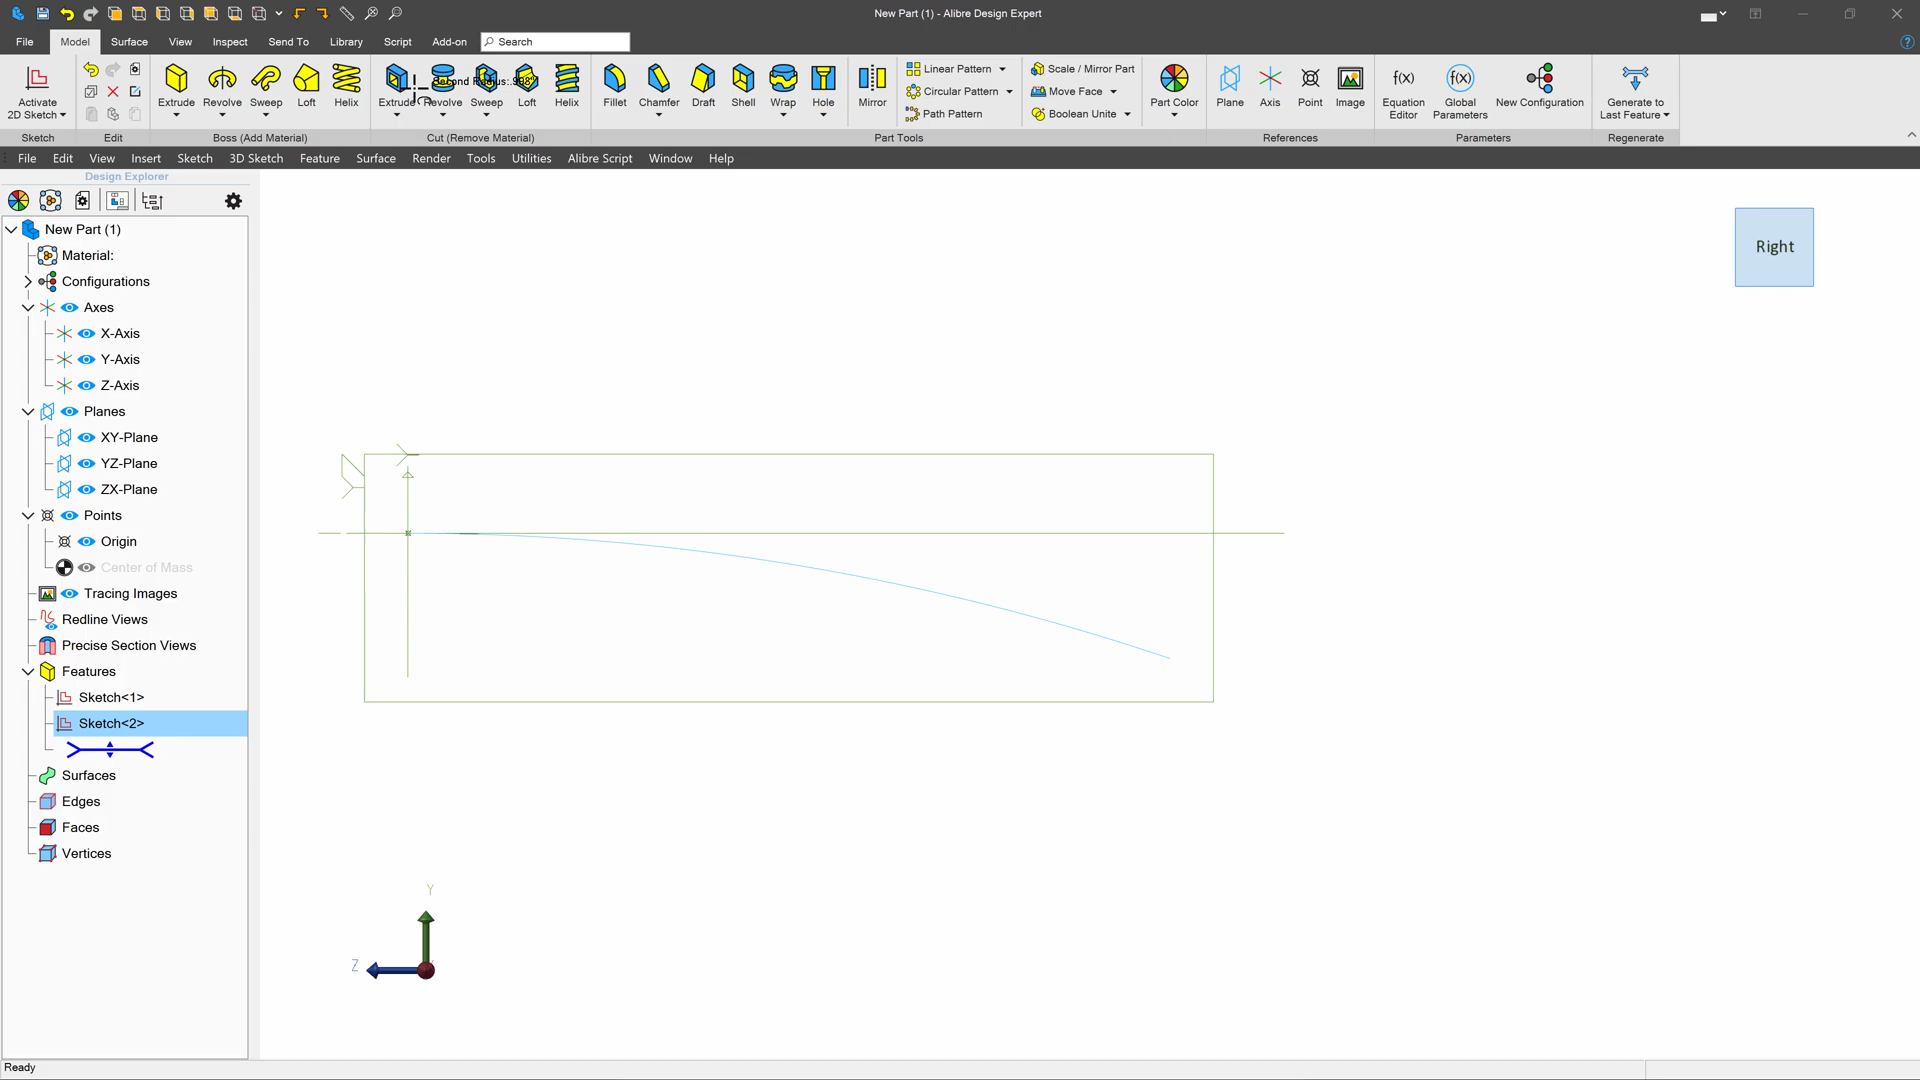 New Part (1) - Alibre Design Expert
File Model Surface View Inspect Send To Library Script Add-on Search
Activate
2D Sketch
Extrude Revolve Sweep Loft Helix
Extrude Revolve Sweep Loft Helix
Fillet Chamfer Draft Shell Wrap Hole
Mirror
Linear Pattern
Circular Pattern
Path Pattern
Scale / Mirror Part
Move Face
Boolean Unite
Part Color
Plane Axis Point Image
Equation
Editor
Global
Parameters
New Configuration
Generate to
Last Feature
Sketch Edit Boss (Add Material) Cut (Remove Material) Part Tools References Parameters Regenerate
File Edit View Insert Sketch 3D Sketch Feature Surface Render Tools Utilities Alibre Script Window Help
Design Explorer
New Part (1)
Material:
Configurations
Axes
X-Axis
Y-Axis
Z-Axis
Planes
XY-Plane
YZ-Plane
ZX-Plane
Points
Origin
Center of Mass
Tracing Images
Redline Views
Precise Section Views
Features
Sketch<1>
Sketch<2>
Surfaces
Edges
Faces
Vertices
Right
Y
Z
Ready